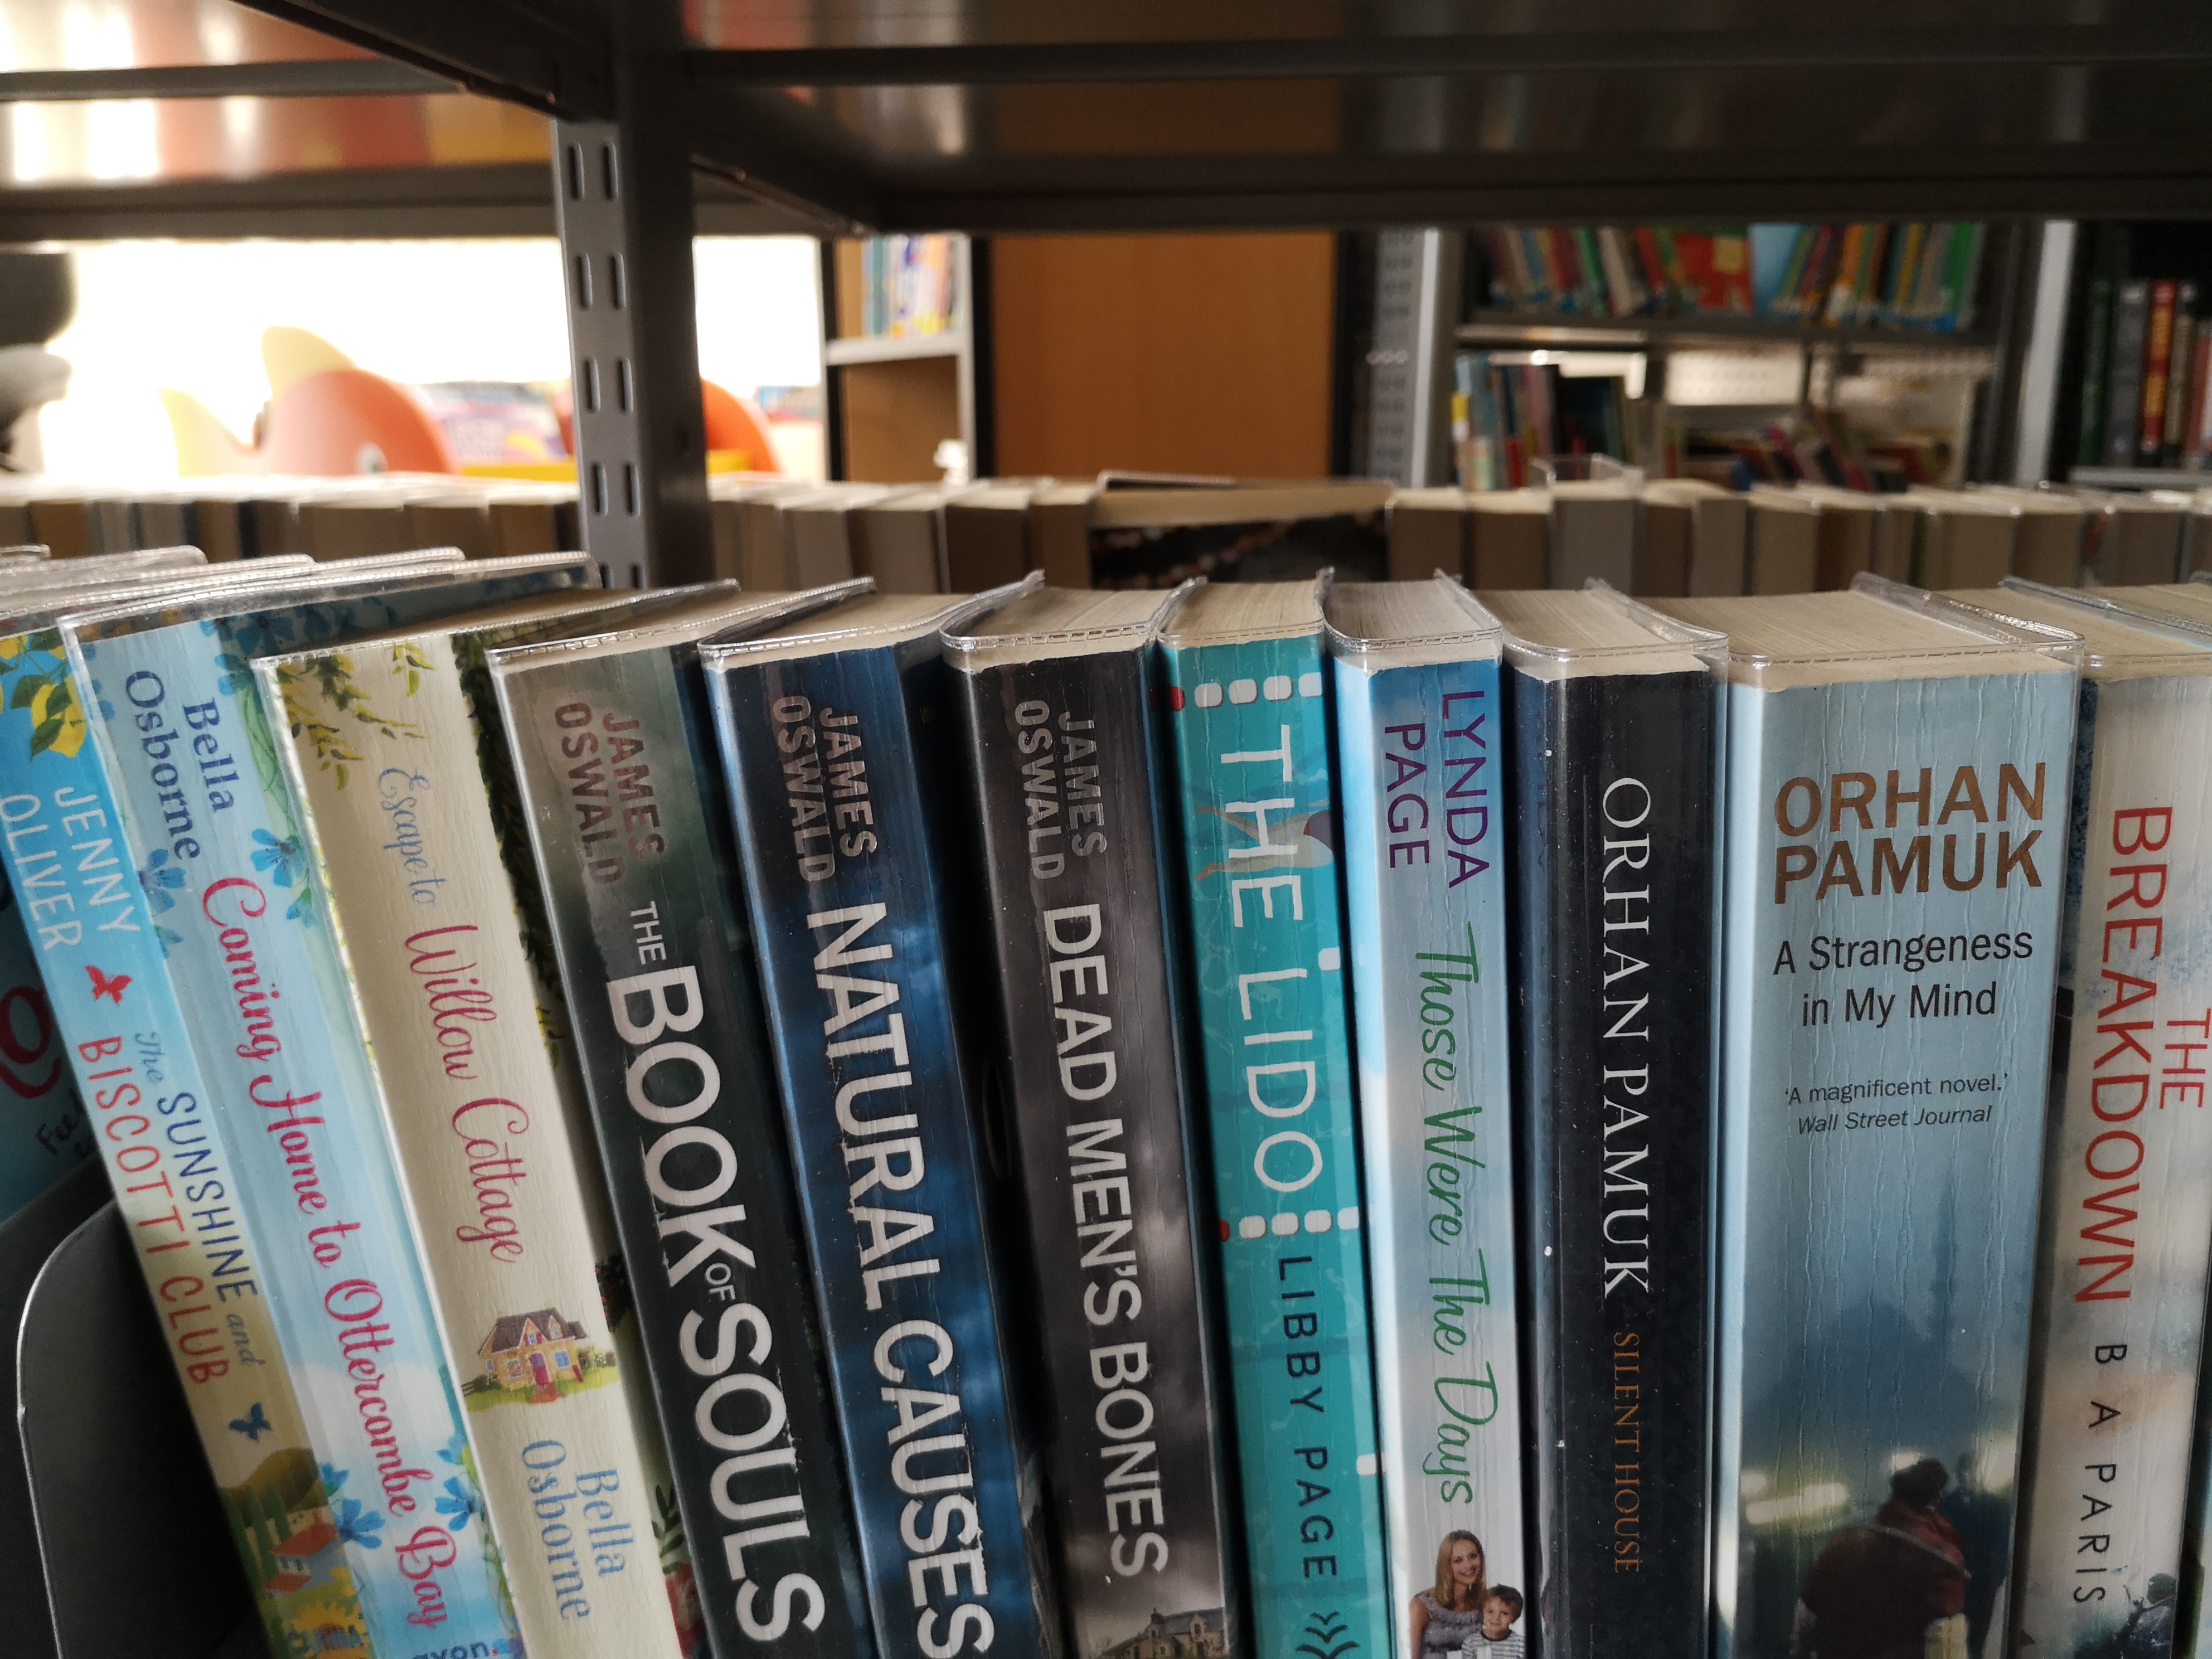 JENNY
OLIVER
The SUNSHINE and
BISCOTTI CLUB
Bella
Osborne
Coming Home to Ottercombe Bay
avon.
Escape to
Willow Cottage
Bella
Osborne
JAMES
OSWALD
THE BOOK OF SOULS
JAMES
OSWALD
NATURAL CAUSES
JAMES
OSWALD
DEAD MEN'S BONES
THE LIDO
LIBBY PAGE
LYNDA
PAGE
Those Were The Days
ORHAN PAMUK
SILENT HOUSE
ORHAN
PAMUK
A Strangeness
in My Mind
'A magnificent novel.'
Wall Street Journal
THE
BREAKDOWN
B A PARIS